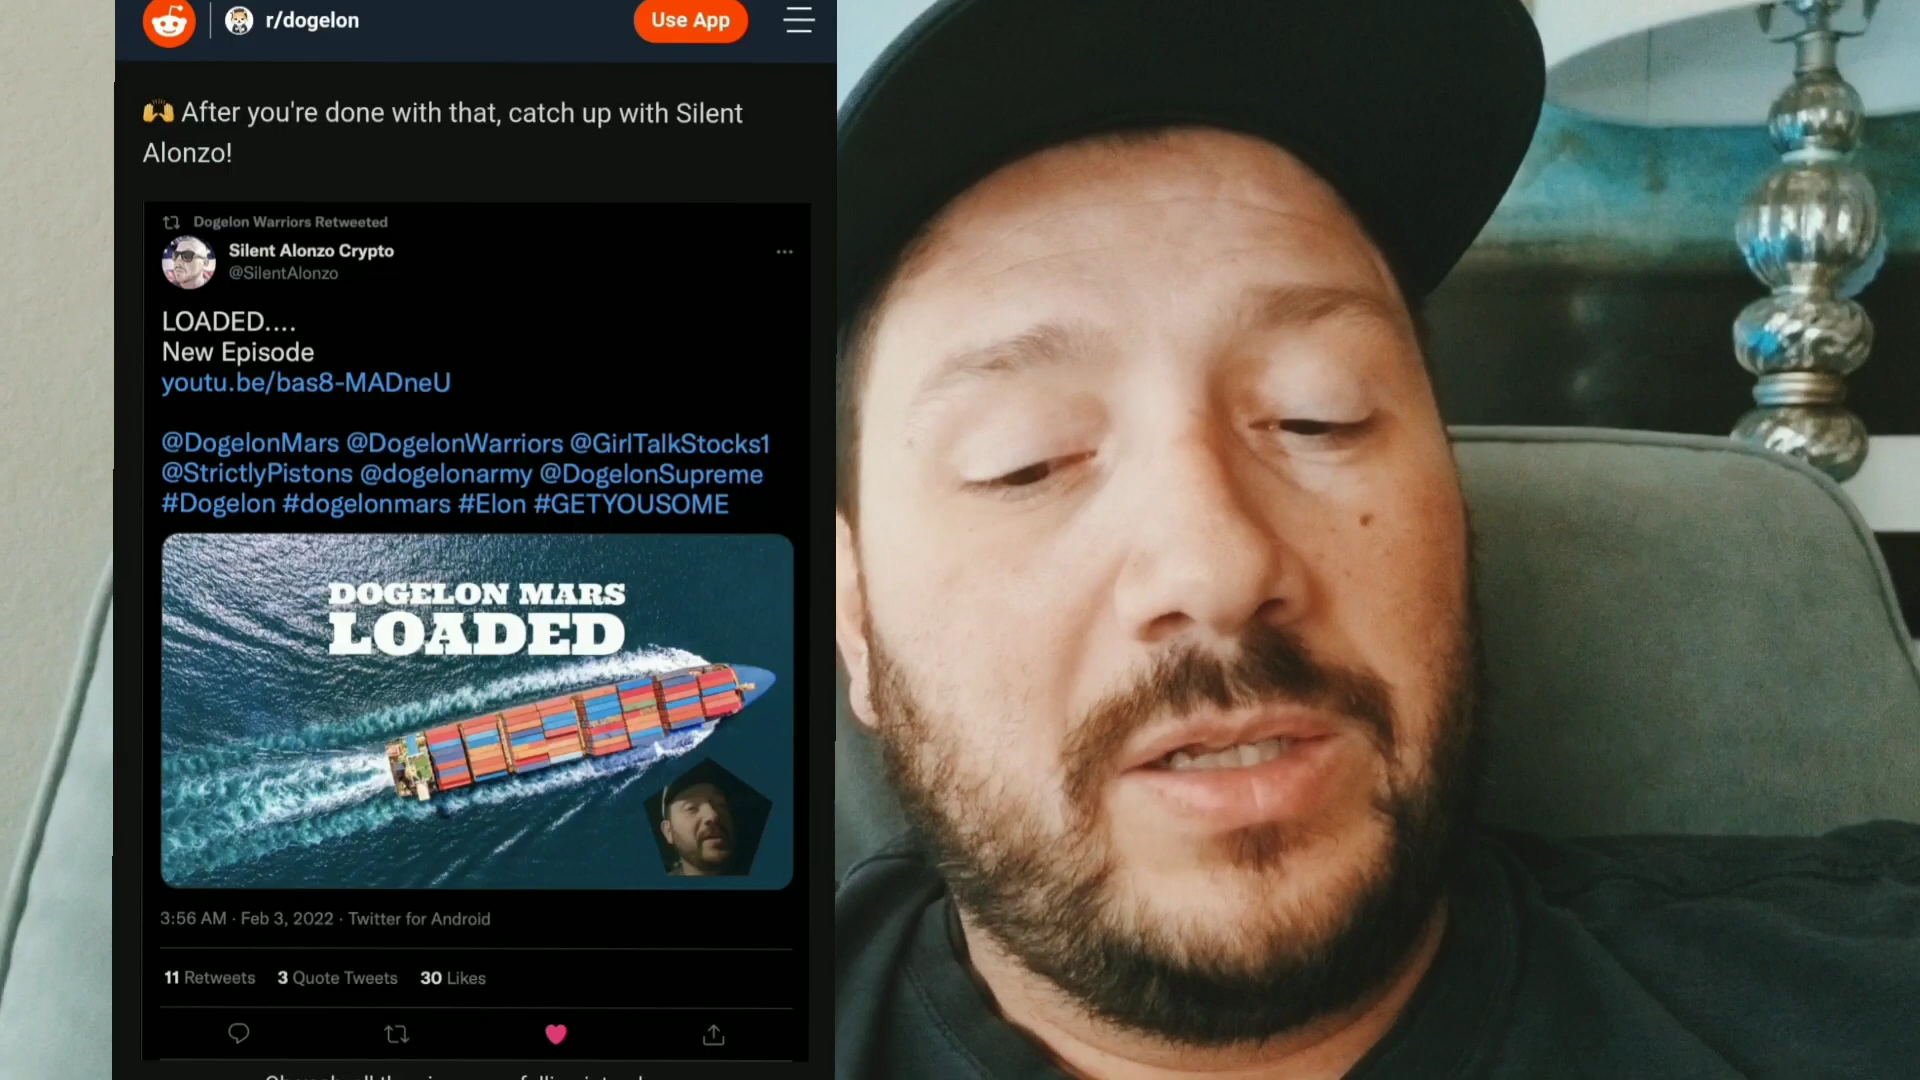 r/dogelon
Use App
🙌 After you're done with that, catch up with Silent
Alonzo!
Dogelon Warriors Retweeted
Silent Alonzo Crypto
@SilentAlonzo
LOADED....
New Episode
youtu.be/bas8-MADneU
@DogelonMars @DogelonWarriors @GirlTalkStocks1
@StrictlyPistons @dogelonarmy @DogelonSupreme
#Dogelon #dogelonmars #Elon #GETYOUSOME
DOGELON MARS
LOADED
3:56 AM · Feb 3, 2022 · Twitter for Android
11 Retweets 3 Quote Tweets 30 Likes